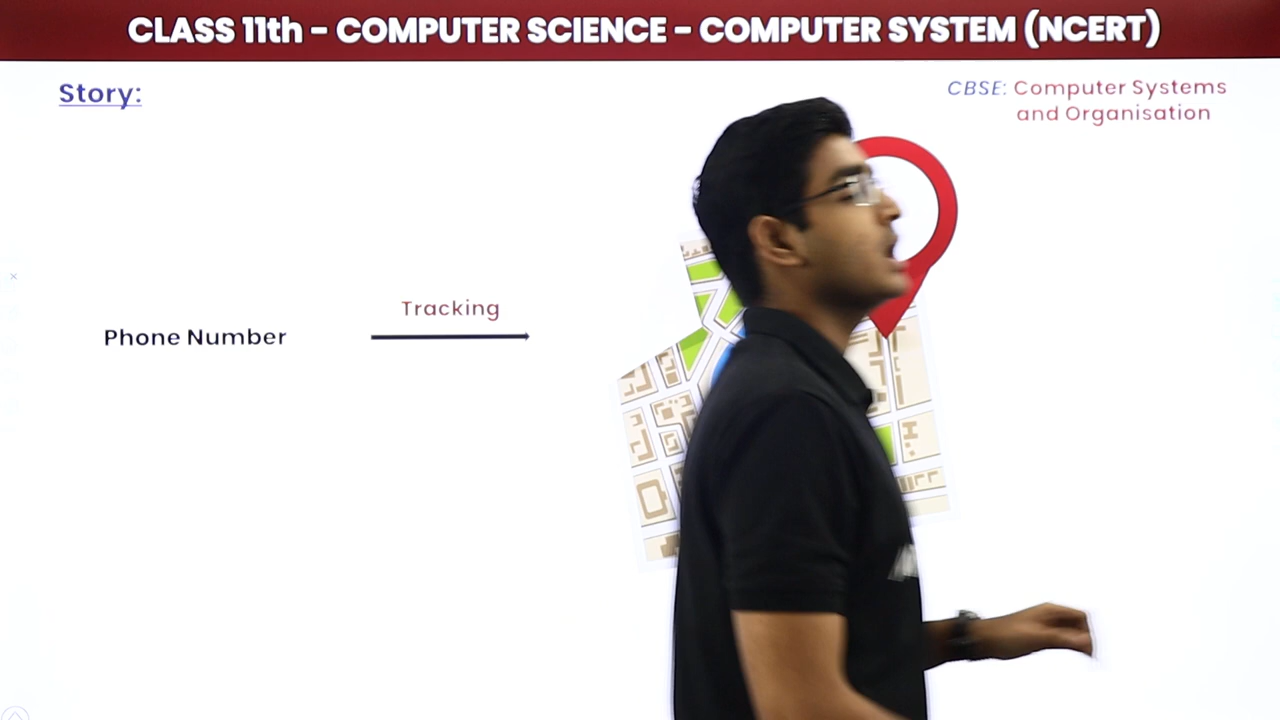 CLASS 11th - COMPUTER SCIENCE - COMPUTER SYSTEM (NCERT)
Story:
CBSE: Computer Systems
and Organisation
Tracking
Phone Number